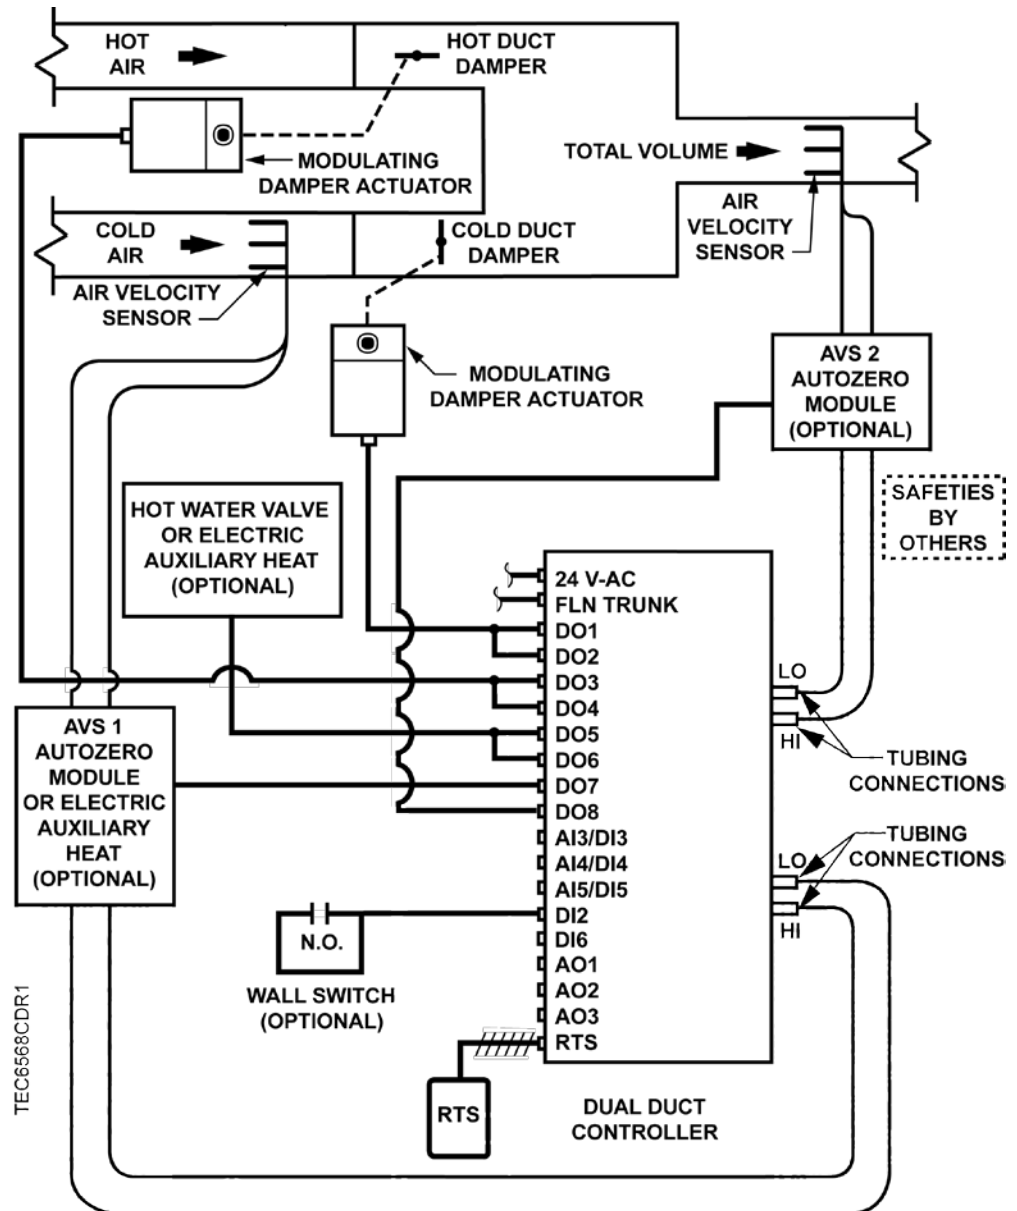 HOT
AIR
HOT DUCT
DAMPER
MODULATING
DAMPER ACTUATOR
TOTAL VOLUME
AIR
VELOCITY
SENSOR
COLD
AIR
COLD DUCT
DAMPER
AIR VELOCITY
SENSOR
MODULATING
DAMPER ACTUATOR
AVS 2
AUTOZERO
MODULE
(OPTIONAL)
SAFETIES
BY
OTHERS
HOT WATER VALVE
OR ELECTRIC
AUXILIARY HEAT
(OPTIONAL)
24 V-AC
FLN TRUNK
DO1
DO2
DO3
DO4
DO5
DO6
DO7
DO8
AI3/DI3
AI4/DI4
AI5/DI5
DI2
DI6
AO1
AO2
AO3
RTS
LO
HI
TUBING
CONNECTIONS
LO
HI
TUBING
CONNECTIONS
AVS 1
AUTOZERO
MODULE
OR ELECTRIC
AUXILIARY
HEAT
(OPTIONAL)
N.O.
WALL SWITCH
(OPTIONAL)
RTS
DUAL DUCT
CONTROLLER
TEC6568CDR1